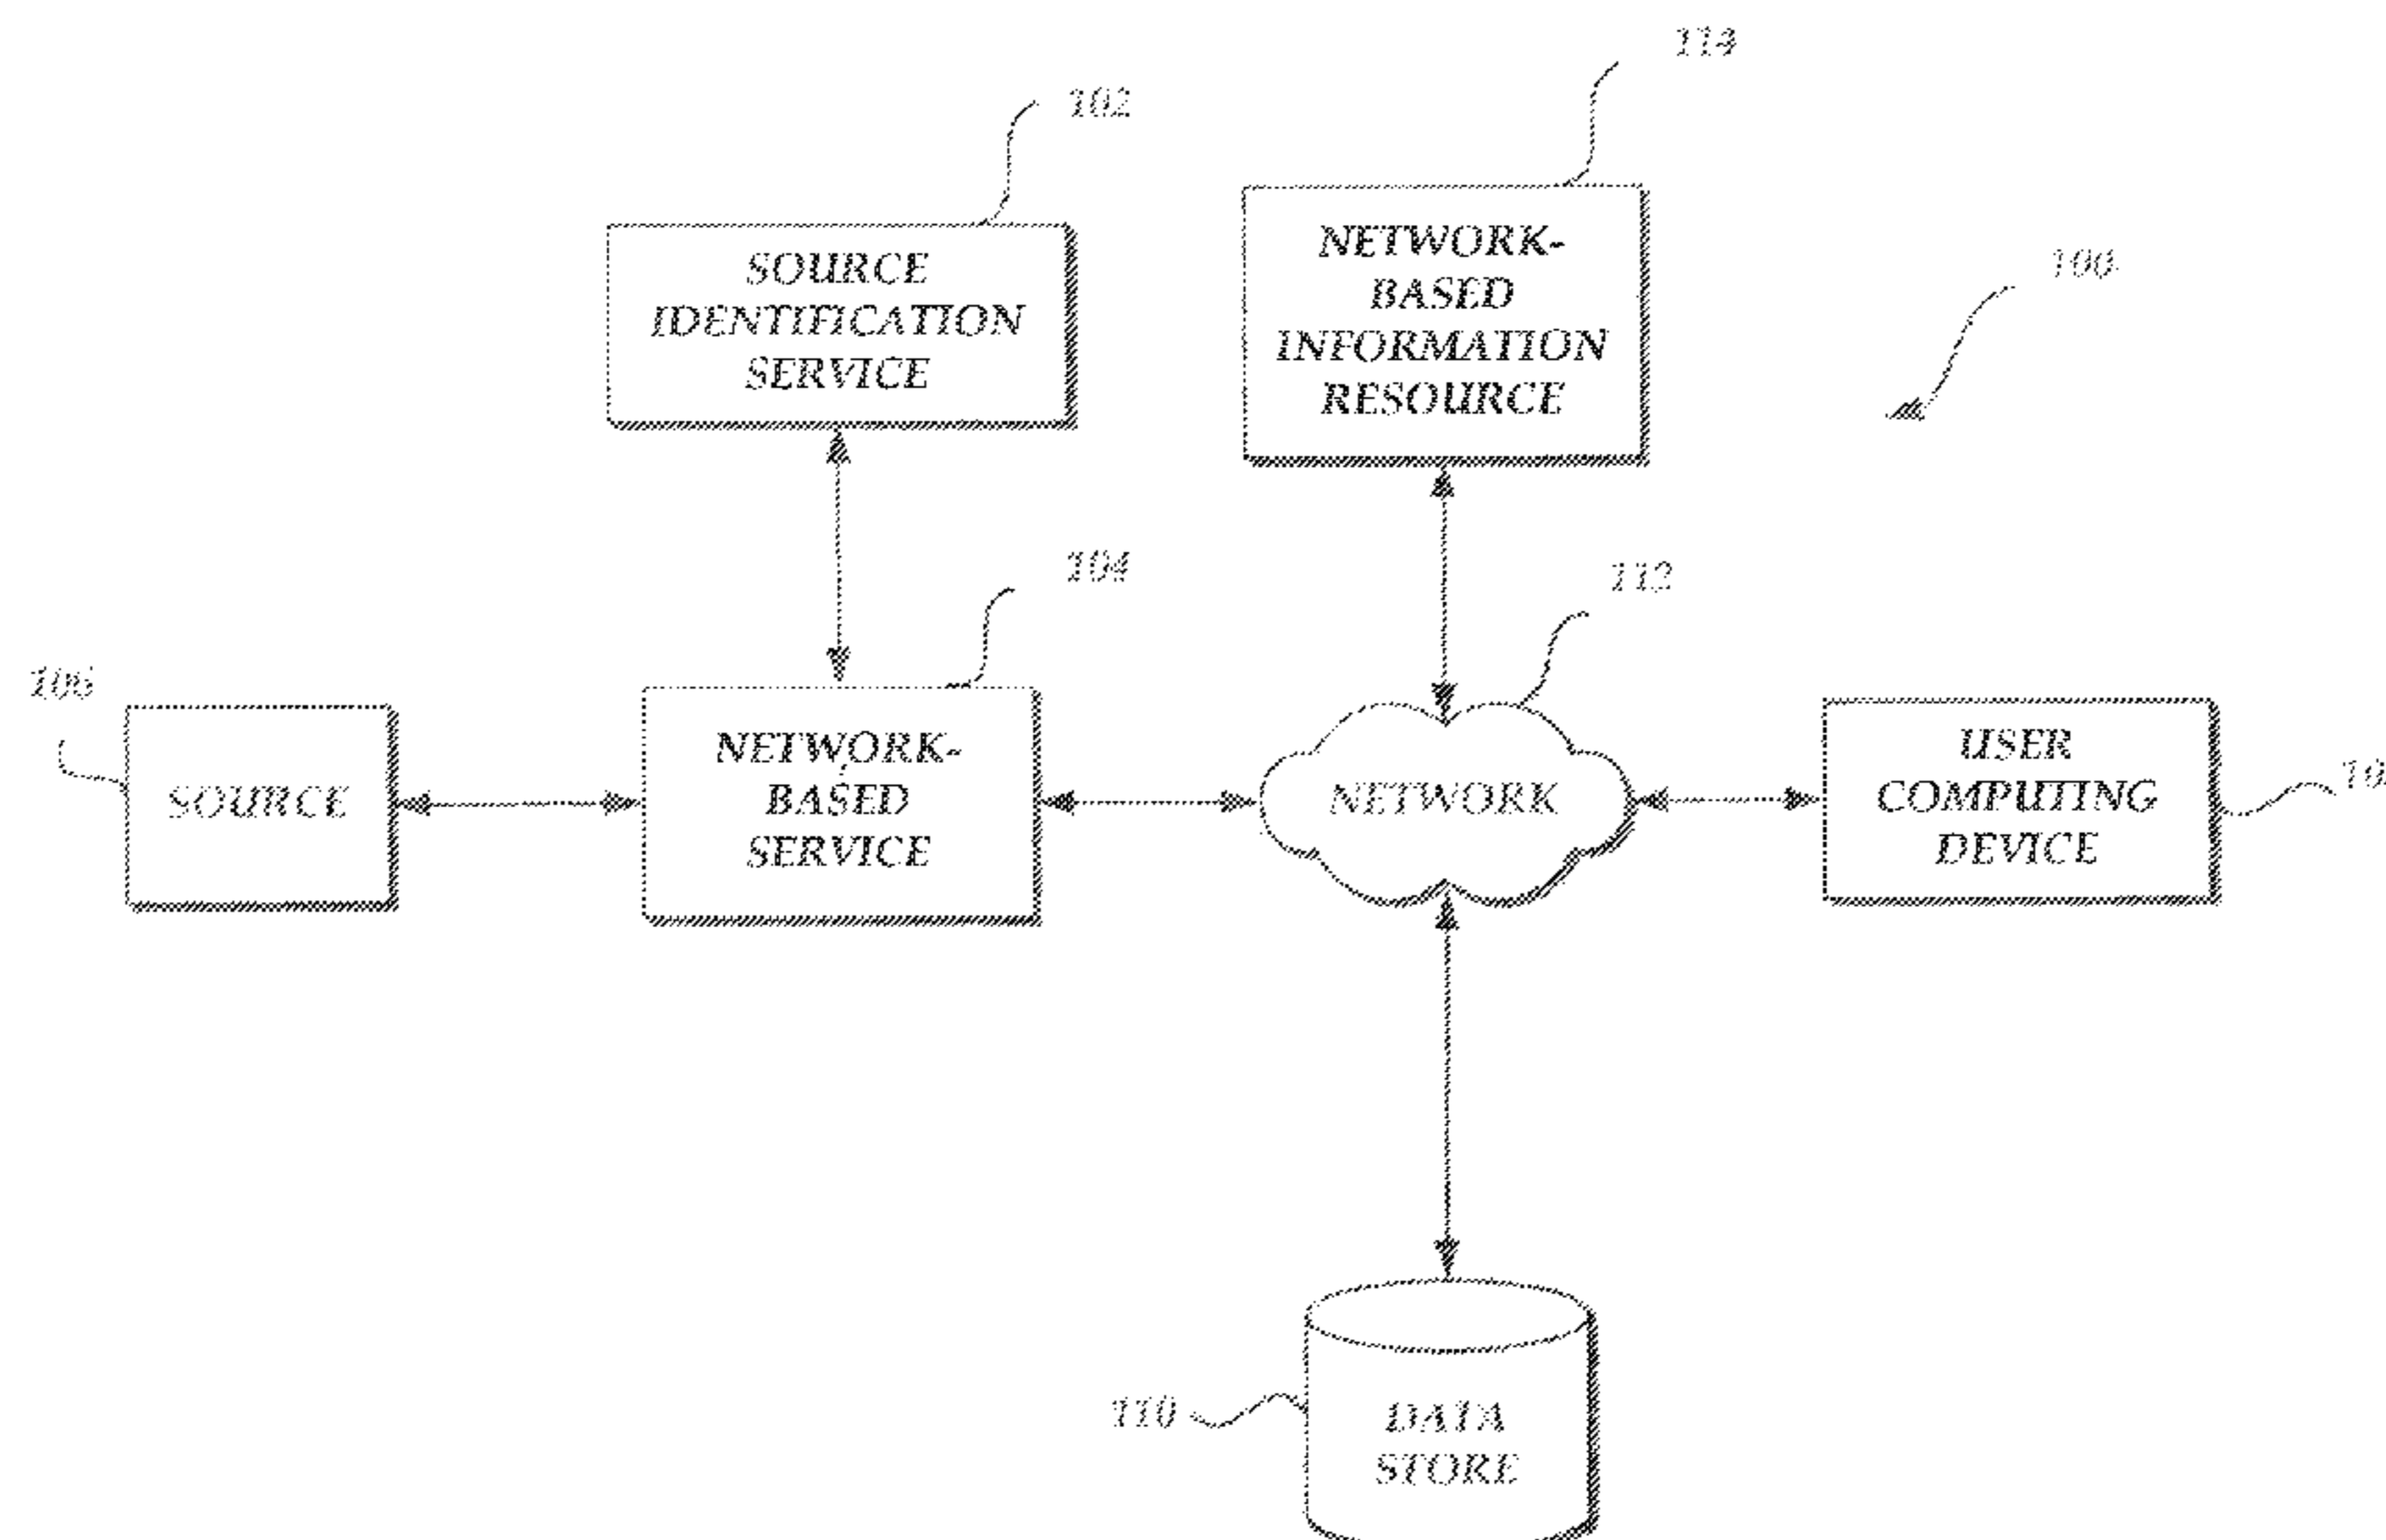 114
102
NETWORK-
BASED
INFORMATION
RESOURCE
100
SOURCE
IDENTIFICATION
SERVICE
104
112
106
SOURCE
NETWORK-
BASED
SERVICE
NETWORK
USER
COMPUTING
DEVICE
110
DATA
STORE